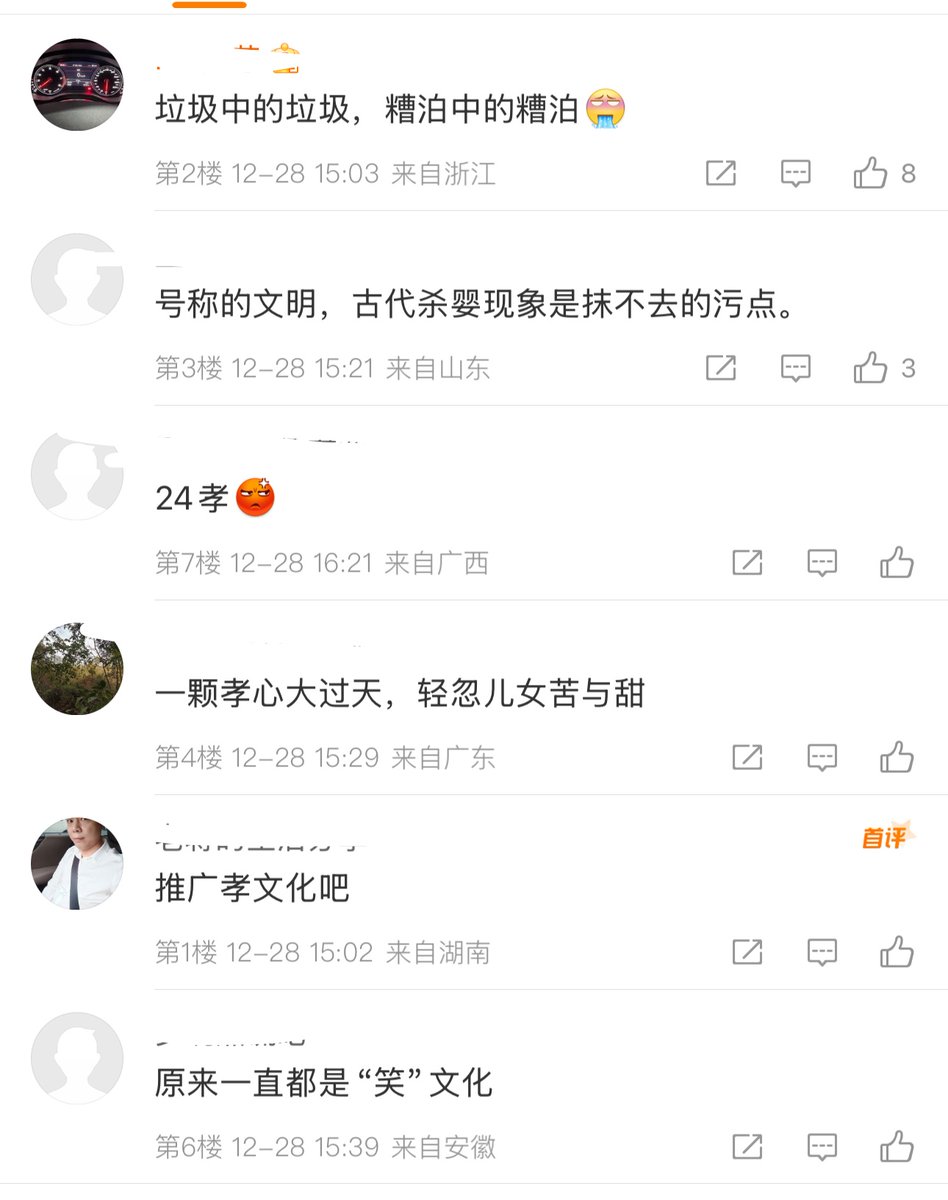 垃圾中的垃圾，糟泊中的糟泊
第2楼 12-28 15:03 来自浙江
8
号称的文明，古代杀婴现象是抹不去的污点。
第3楼 12-28 15:21 来自山东
3
24孝
第7楼 12-28 16:21 来自广西
一颗孝心大过天，轻忽儿女苦与甜
第4楼 12-28 15:29 来自广东
首评
推广孝文化吧
第1楼 12-28 15:02 来自湖南
原来一直都是“笑”文化
第6楼 12-28 15:39 来自安徽